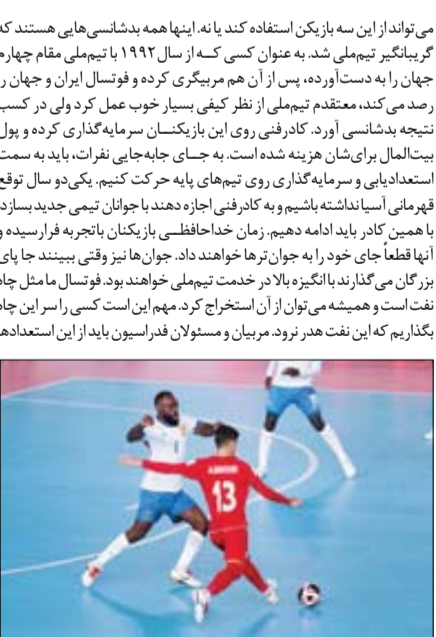 می‌تواند از این سه بازیکن استفاده کند یا نه. اینها همه بدشانسی‌هایی هستند که
گریبانگیر تیم‌ملی شد. به عنوان کسی کــه از سال ۱۹۹۲ با تیم‌ملی مقام چهارم
جهان را به دست‌آورده، پس از آن هم مربیگری کرده و فوتسال ایران و جهان را
رصد می‌کند، معتقدم تیم‌ملی از نظر کیفی بسیار خوب عمل کرد ولی در کسب
نتیجه بدشانسی آورد. کادرفنی روی این بازیکنــان سرمایه‌گذاری کرده و پول
بیت‌المال برای‌شان هزینه شده است. به جــای جابه‌جایی نفرات، باید به سمت
استعدادیابی و سرمایه‌گذاری روی تیم‌های پایه حرکت کنیم. یکی‌دو سال توقع
قهرمانی آسیا نداشته باشیم و به کادرفنی اجازه دهند با جوانان تیمی جدید بسازد.
با همین کادر باید ادامه دهیم. زمان خداحافظــی بازیکنان باتجربه فرارسیده و
آنها قطعاً جای خود را به جوان‌ترها خواهند داد. جوان‌ها نیز وقتی ببینند جا پای
بزرگان می‌گذارند با انگیزه بالا در خدمت تیم‌ملی خواهند بود. فوتسال ما مثل چاه
نفت است و همیشه می‌توان از آن استخراج کرد. مهم این است کسی را سر این چاه
بگذاریم که این نفت هدر نرود. مربیان و مسئولان فدراسیون باید از این استعدادها
13